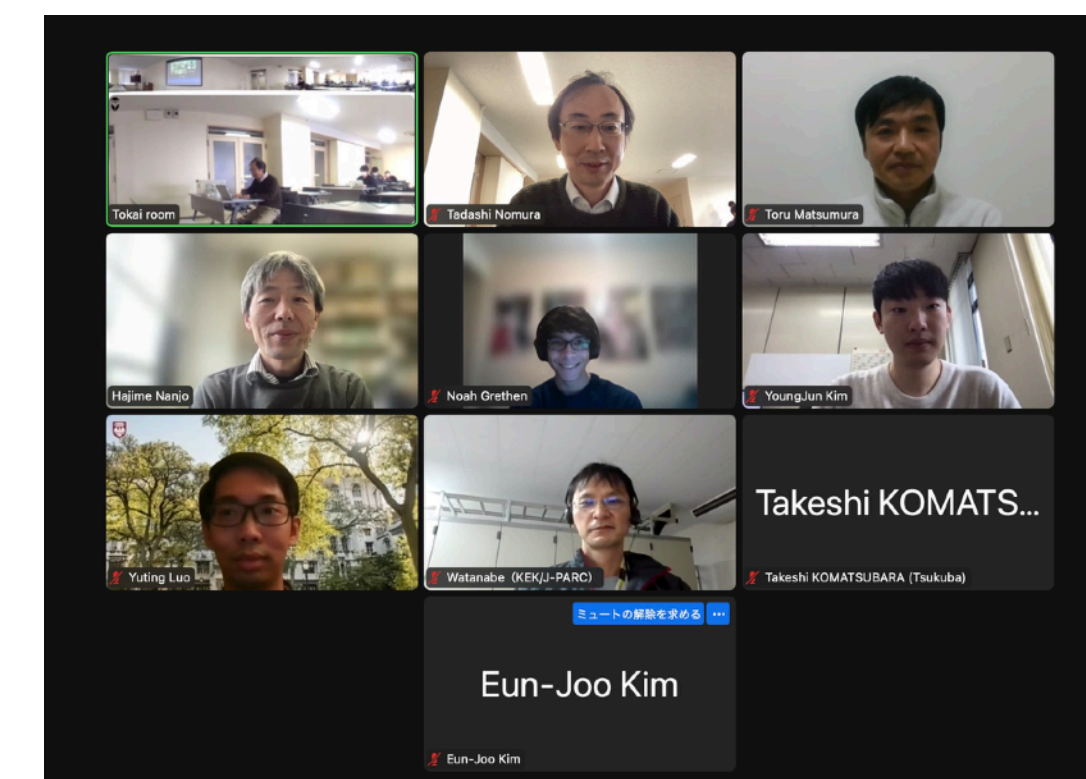 Tokai room
Tadashi Nomura
Toru Matsumura
Hajime Nanjo
Noah Grethen
YoungJun Kim
Yuting Luo
Watanabe（KEK/J-PARC）
Takeshi KOMATS...
Takeshi KOMATSUBARA (Tsukuba)
ミュートの解除を求める ...
Eun-Joo Kim
Eun-Joo Kim